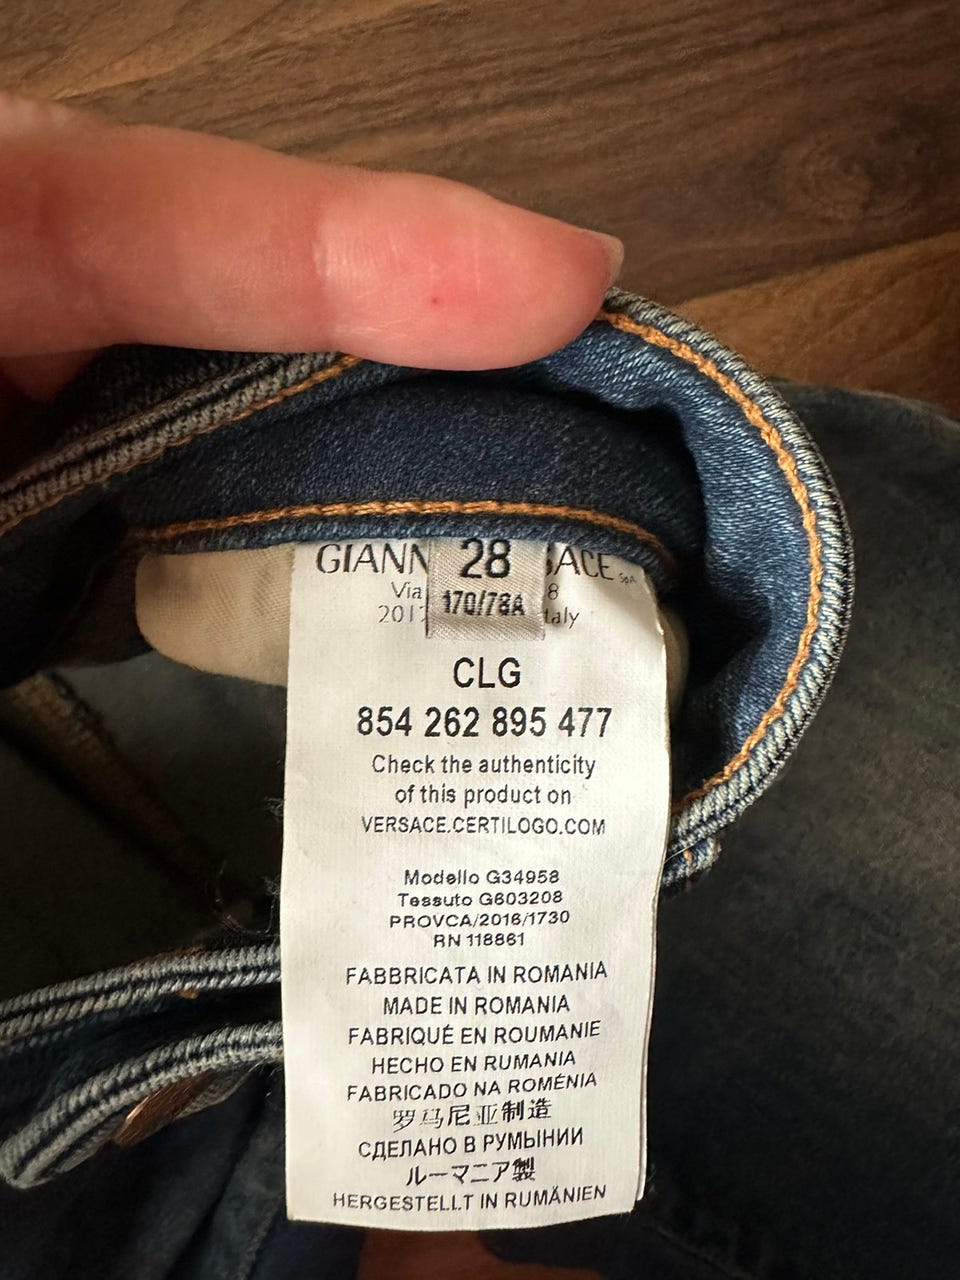 28
170/78A
GIANN SACE SpA
Via 8
201 taly
CLG
854 262 895 477
Check the authenticity
of this product on
VERSACE.CERTILOGO.COM
Modello G34958
Tessuto G603208
PROVCA/2016/1730
RN 118861
FABBRICATA IN ROMANIA
MADE IN ROMANIA
FABRIQUÉ EN ROUMANIE
HECHO EN RUMANIA
FABRICADO NA ROMÉNIA
罗马尼亚制造
СДЕЛАНО В РУМЫНИИ
ルーマニア製
HERGESTELLT IN RUMÄNIEN